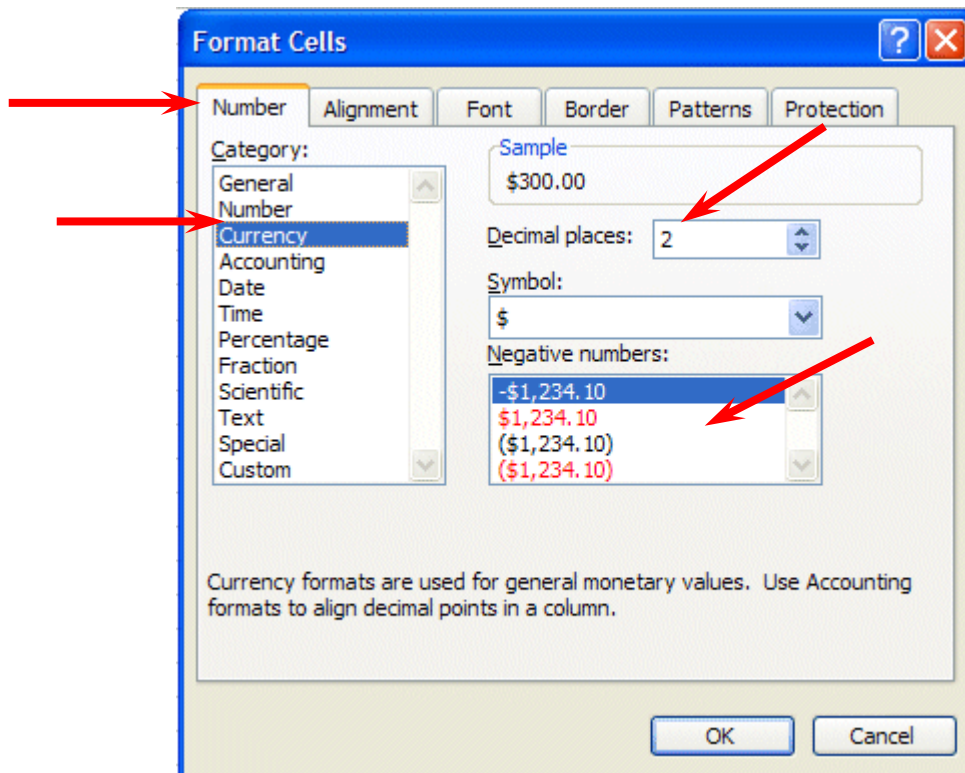 Format Cells
?
Number Alignment Font Border Patterns Protection
Category:
General
Number
Currency
Accounting
Date
Time
Percentage
Fraction
Scientific
Text
Special
Custom
Sample
$300.00
Decimal places: 2
Symbol:
$
Negative numbers:
-$1,234.10
$1,234.10
($1,234.10)
($1,234.10)
Currency formats are used for general monetary values.  Use Accounting
formats to align decimal points in a column.
OK Cancel